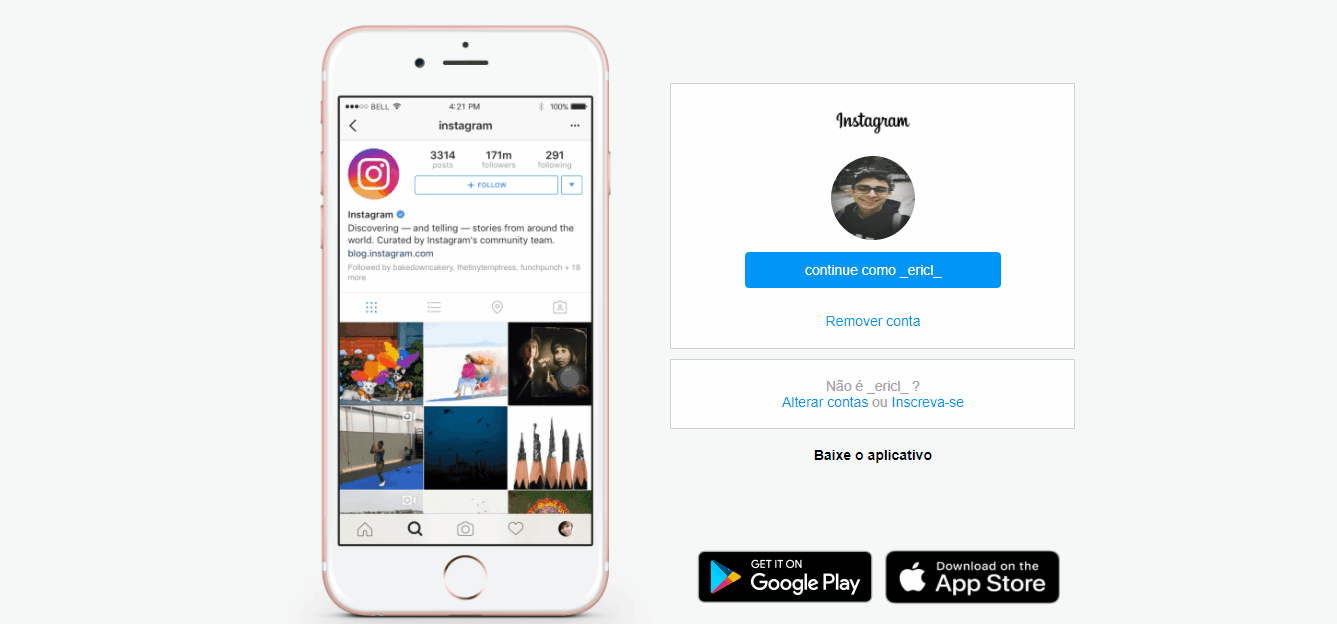 BELL
4:21 PM
100%
instagram
3314
171m
291
posts
followers
following
+ FOLLOW
Instagram
Discovering — and telling — stories from around the
world. Curated by Instagram's community team.
blog.instagram.com
Followed by bakedowncakery, thetinytemptress, funchpunch + 18
more
Instagram
continue como _ericl_
Remover conta
Não é _ericl_ ?
Alterar contas ou Inscreva-se
Baixe o aplicativo
GET IT ON
Google Play
Download on the
App Store